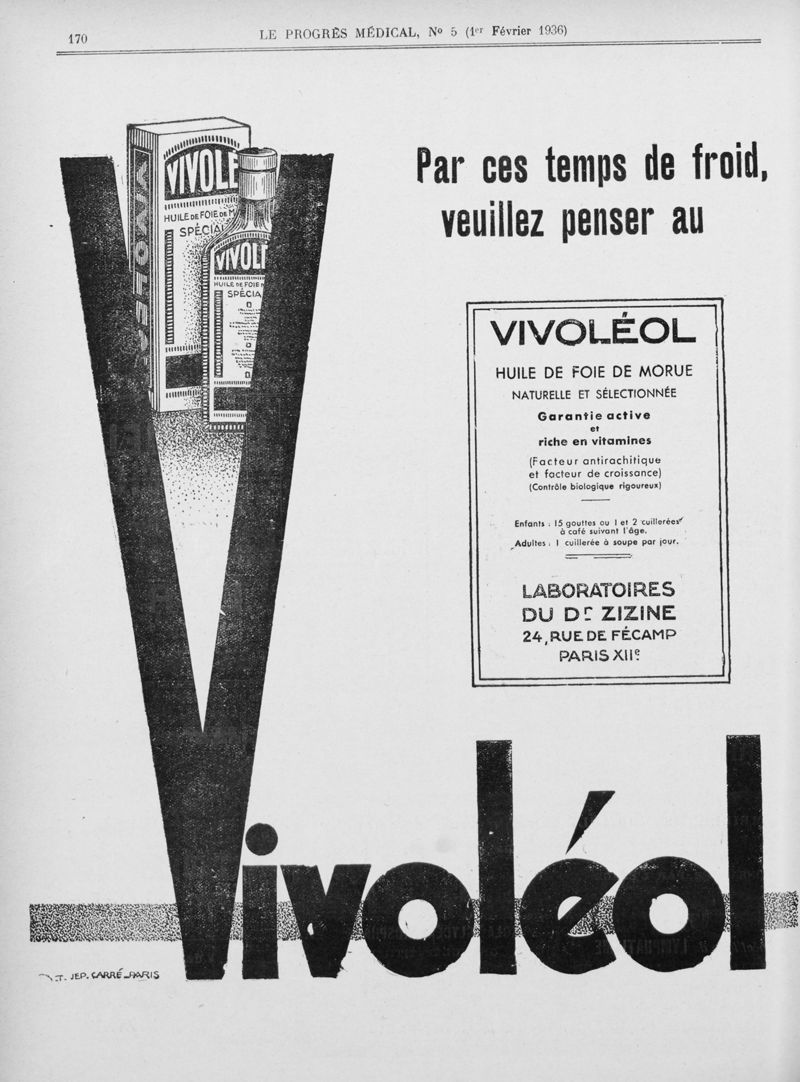 170
LE PROGRÈS MÉDICAL, Nº 5 (1er Février 1936)
VIVOLÉO
VIVOLÉ
HUILE DE FOIE DE M
SPÉCIAL
VIVOLÉ
HUILE DE FOIE
SPÉCIA
Par ces temps de froid,
veuillez penser au
VIVOLÉOL
HUILE DE FOIE DE MORUE
NATURELLE ET SÉLECTIONNÉE
Garantie active
et
riche en vitamines
(Facteur antirachitique
et facteur de croissance)
(Contrôle biologique rigoureux)
Enfants : 15 gouttes ou 1 et 2 cuillerées
à café suivant l'âge.
Adultes : 1 cuillerée à soupe par jour.
LABORATOIRES
DU Dr ZIZINE
24, RUE DE FÉCAMP
PARIS XIIe
Vivoléol
JEP. CARRÉ_PARIS